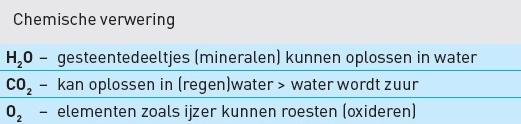 Chemische verwering
H₂O – gesteentedeeltjes (mineralen) kunnen oplossen in water
CO₂ – kan oplossen in (regen)water > water wordt zuur
O₂ – elementen zoals ijzer kunnen roesten (oxideren)